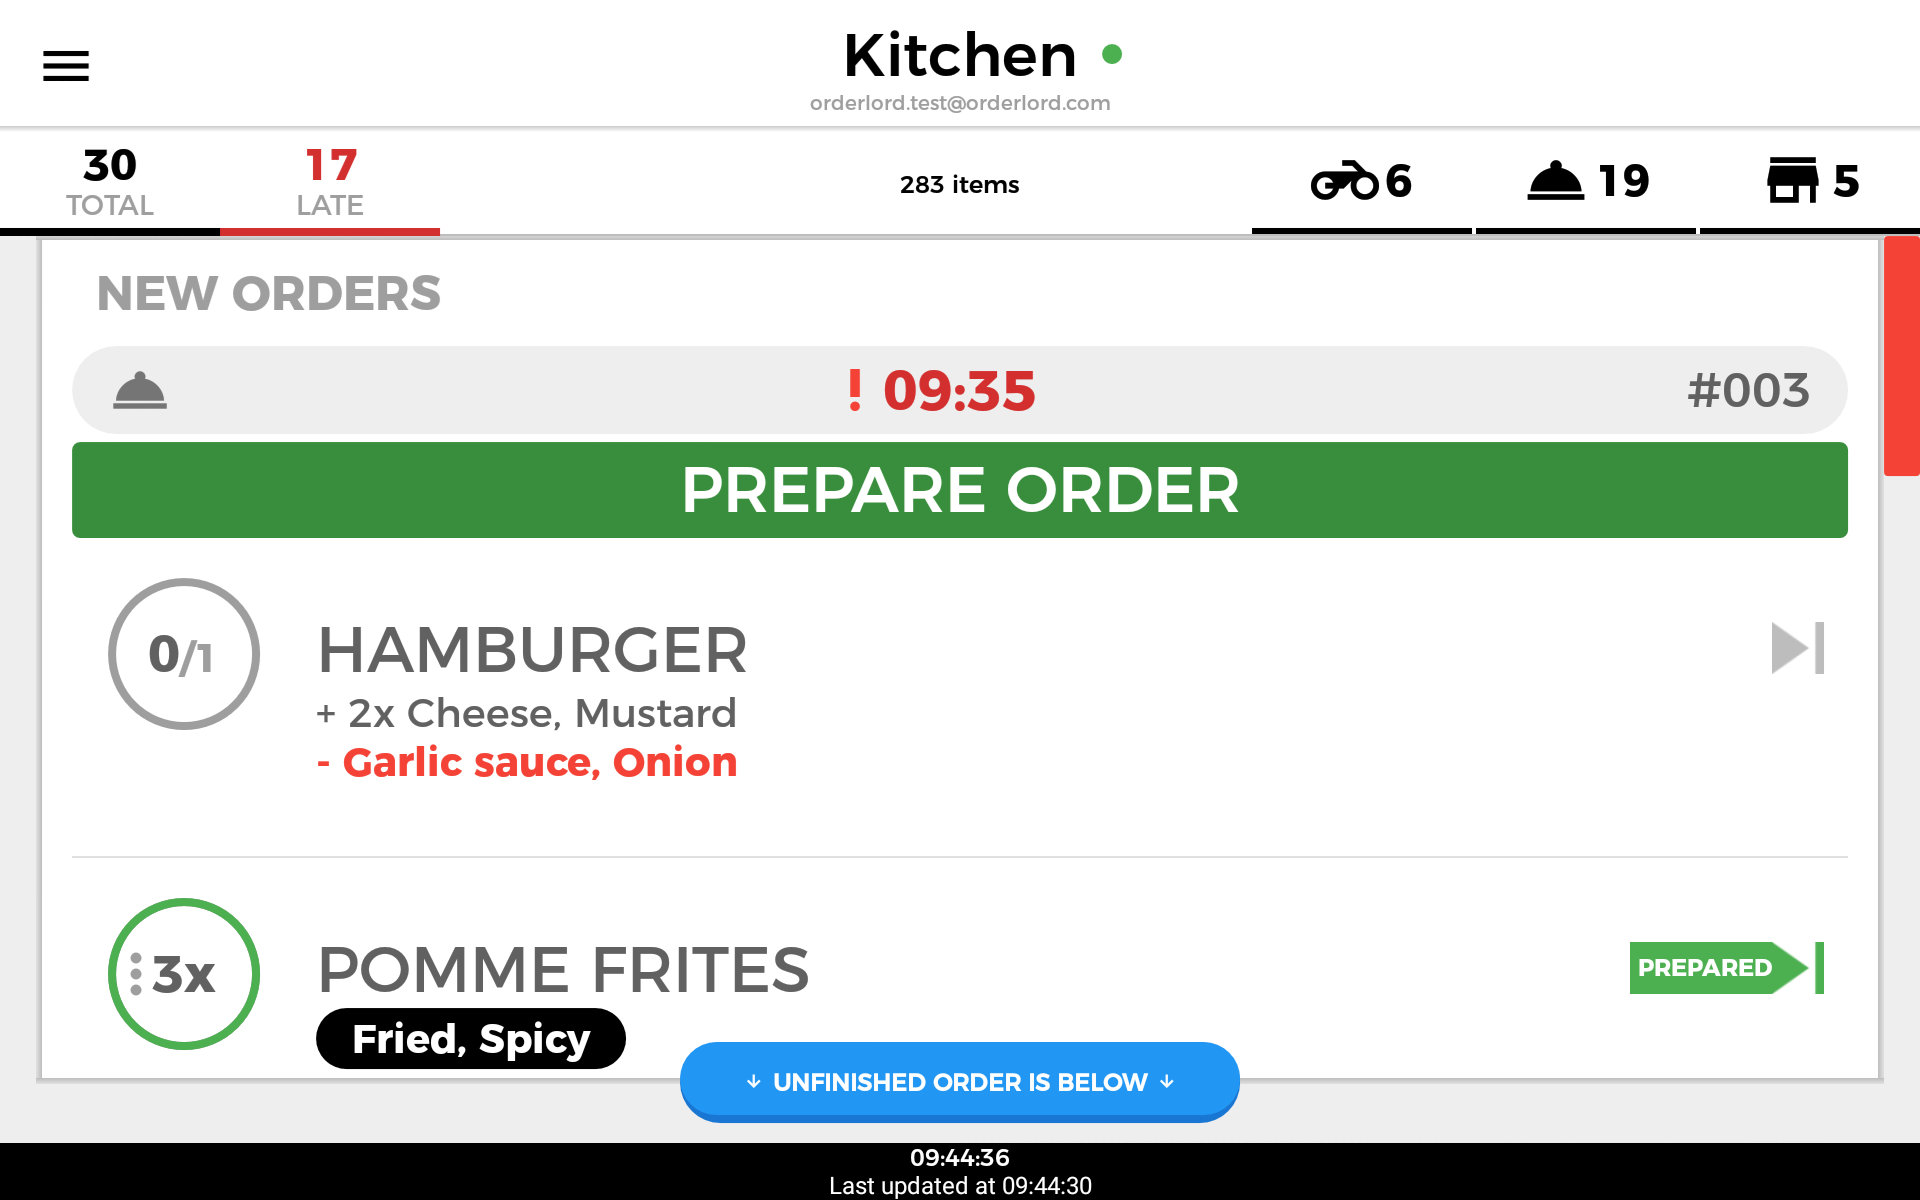 Kitchen
orderlord.test@orderlord.com
30
TOTAL
17
LATE
283 items
6
19
5
NEW ORDERS
! 09:35
#003
PREPARE ORDER
0/1
HAMBURGER
+ 2x Cheese, Mustard
- Garlic sauce, Onion
3x
POMME FRITES
PREPARED
Fried, Spicy
↓ UNFINISHED ORDER IS BELOW ↓
09:44:36
Last updated at 09:44:30